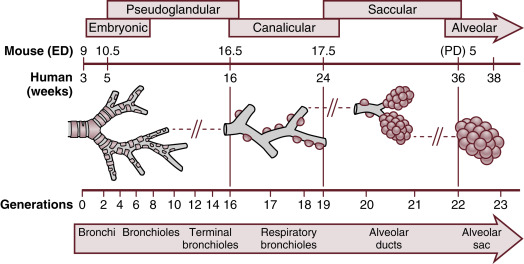 Pseudoglandular Saccular
Embryonic Canalicular Alveolar
Mouse (ED) 9 10.5 16.5 17.5 (PD) 5
Human (weeks) 3 5 16 24 36 38
Generations 0 2 4 6 8 10 12 14 16 17 18 19 20 21 22 23
Bronchi Bronchioles Terminal bronchioles Respiratory bronchioles Alveolar ducts Alveolar sac